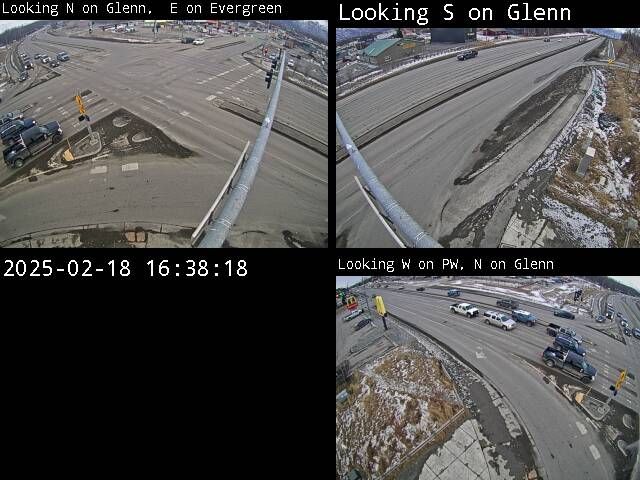 Looking N on Glenn,  E on Evergreen
Looking S on Glenn
2025-02-18 16:38:18
Looking W on PW, N on Glenn